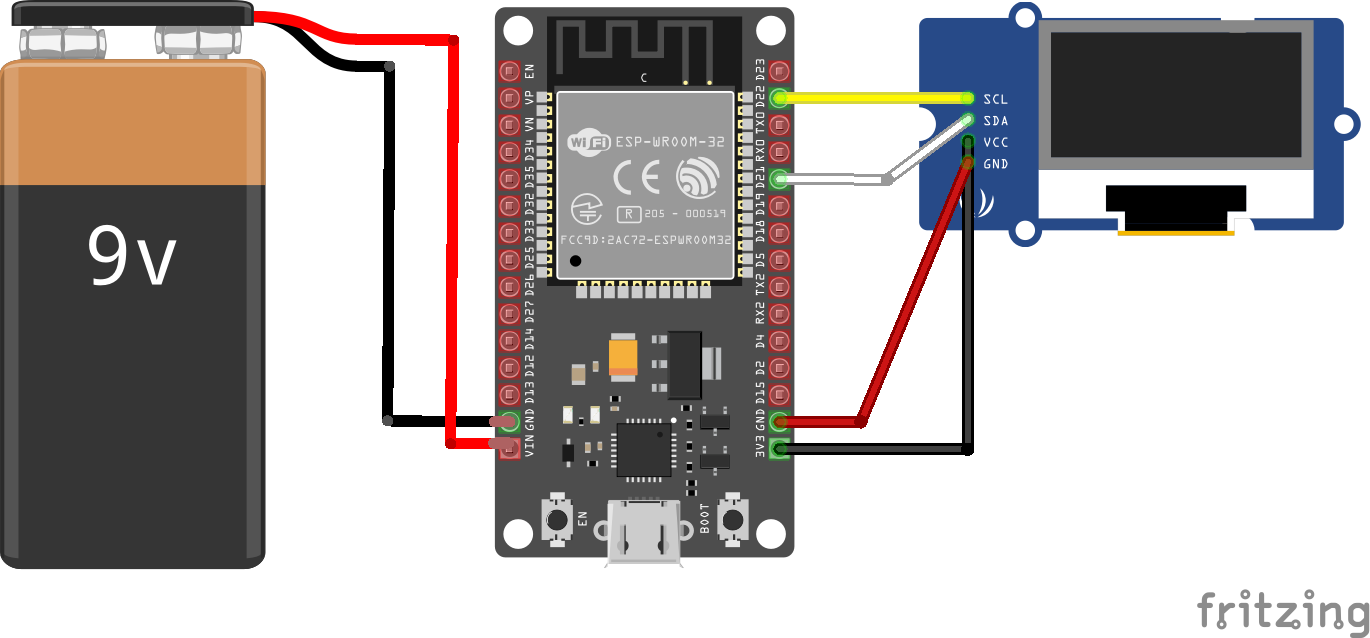 9v
C
WiFi ESP-WROOM-32
CE
R 205 - 000519
FCC9D:2AC72-ESPWROOM32
EN
VP
VN
D34
D35
D32
D33
D25
D26
D27
D14
D12
D13
GND
VIN
D23
D22
TX0
RX0
D21
D19
D18
D5
TX2
RX2
D4
D2
D15
GND
3V3
EN
BOOT
SCL
SDA
VCC
GND
fritzing